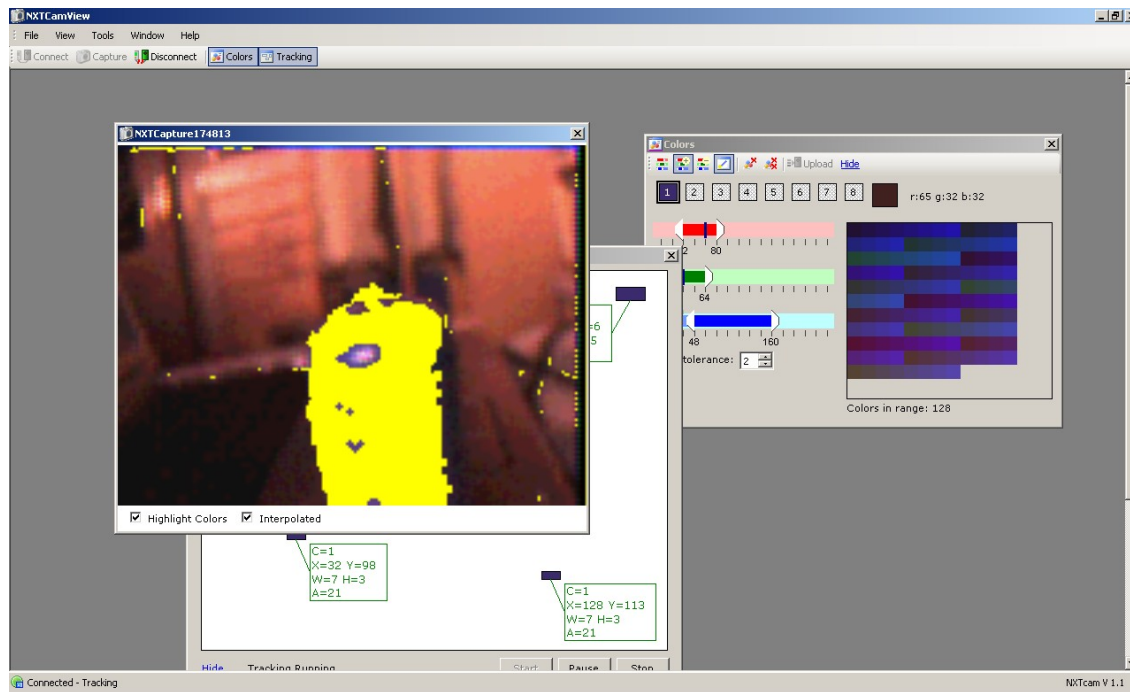 NXTCamView
File View Tools Window Help
Connect Capture Disconnect Colors Tracking
NXTCapture174813
Highlight Colors Interpolated
Colors
Upload Hide
1 2 3 4 5 6 7 8 r:65 g:32 b:32
80
64
48 160
tolerance: 2
Colors in range: 128
C=1
X=32 Y=98
W=7 H=3
A=21
C=1
X=128 Y=113
W=7 H=3
A=21
Hide Tracking Running Start Pause Stop
Connected - Tracking NXTcam V 1.1